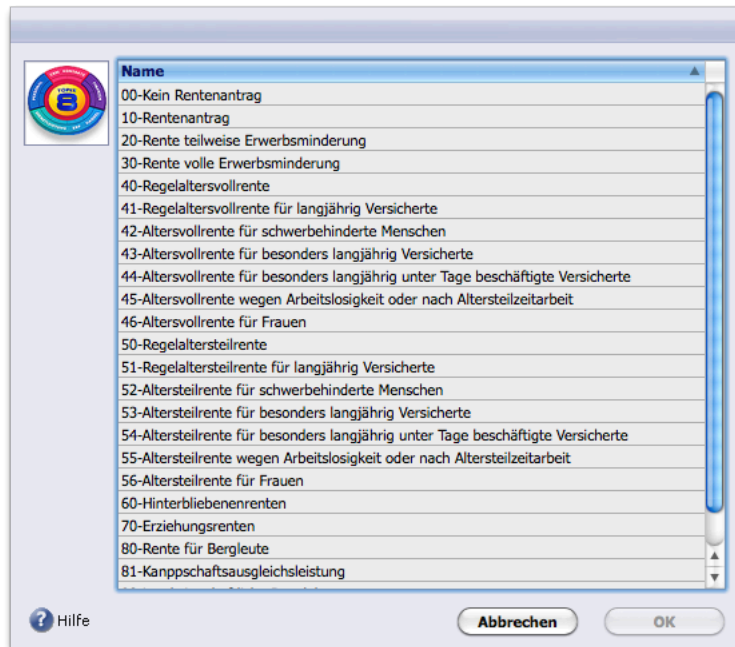 Name
00-Kein Rentenantrag
10-Rentenantrag
20-Rente teilweise Erwerbsminderung
30-Rente volle Erwerbsminderung
40-Regelaltersvollrente
41-Regelaltersvollrente für langjährig Versicherte
42-Altersvollrente für schwerbehinderte Menschen
43-Altersvollrente für besonders langjährig Versicherte
44-Altersvollrente für besonders langjährig unter Tage beschäftigte Versicherte
45-Altersvollrente wegen Arbeitslosigkeit oder nach Altersteilzeitarbeit
46-Altersvollrente für Frauen
50-Regelaltersteilrente
51-Regelaltersteilrente für langjährig Versicherte
52-Altersteilrente für schwerbehinderte Menschen
53-Altersteilrente für besonders langjährig Versicherte
54-Altersteilrente für besonders langjährig unter Tage beschäftigte Versicherte
55-Altersteilrente wegen Arbeitslosigkeit oder nach Altersteilzeitarbeit
56-Altersteilrente für Frauen
60-Hinterbliebenenrenten
70-Erziehungsrenten
80-Rente für Bergleute
81-Kanppschaftsausgleichsleistung
Hilfe
Abbrechen
OK
TOPIX
8